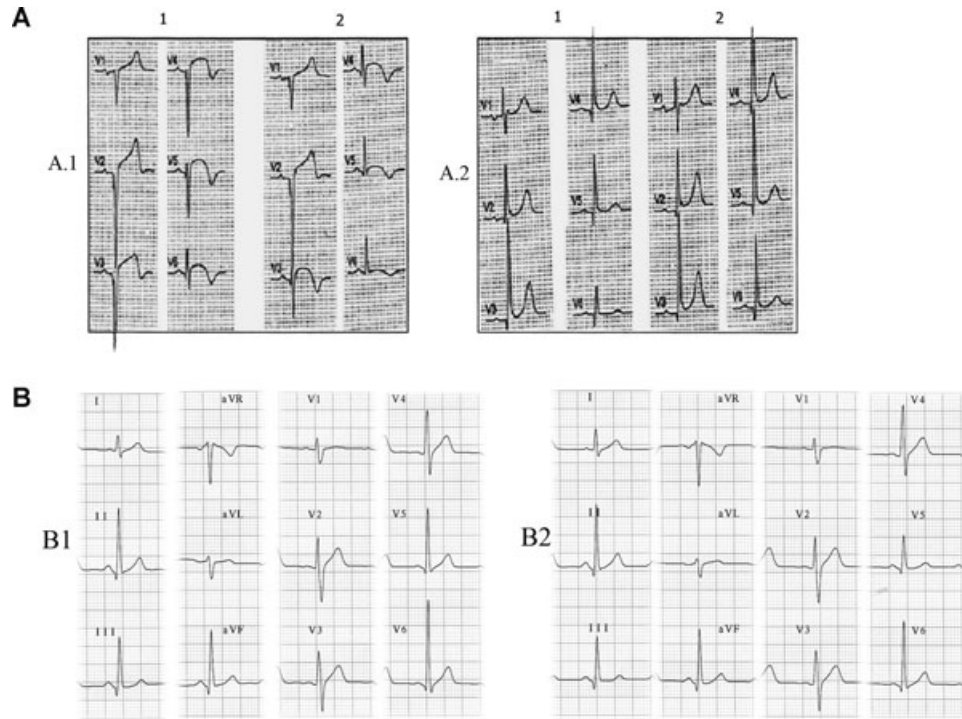 A
1 2 1 2
V1 V4 V1 V4 V1 V4 V1 V4
A.1 A.2
V2 V5 V2 V5 V2 V5 V2 V5
V3 V6 V3 V6 V3 V6 V3 V6
B
I aVR V1 V4 I aVR V1 V4
B1 B2
II aVL V2 V5 II aVL V2 V5
III aVF V3 V6 III aVF V3 V6